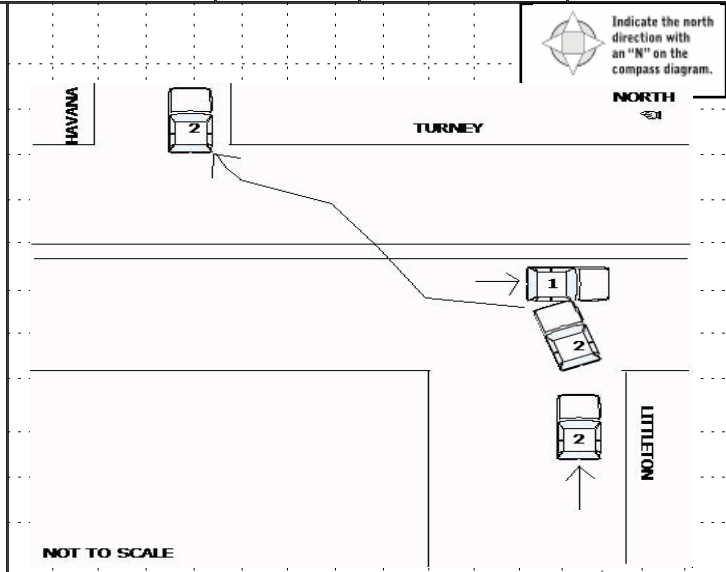 Indicate the north
direction with
an "N" on the
compass diagram.
NORTH
HAVANA
2
TURNEY
1
2
2
LITTLETON
NOT TO SCALE